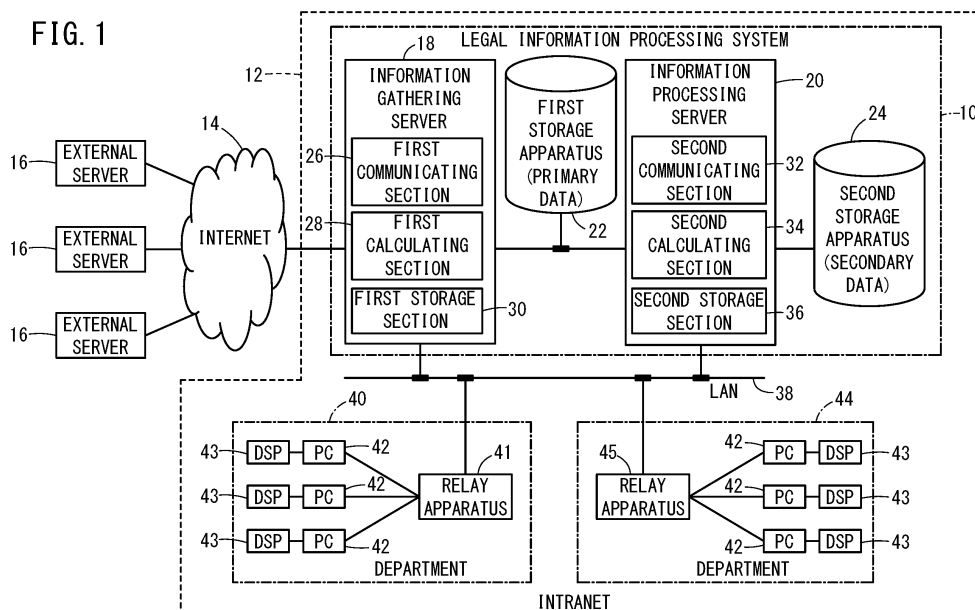 FIG. 1
LEGAL INFORMATION PROCESSING SYSTEM
12
18
INFORMATION
GATHERING
SERVER
26
FIRST
COMMUNICATING
SECTION
28
FIRST
CALCULATING
SECTION
FIRST STORAGE
SECTION
30
FIRST
STORAGE
APPARATUS
(PRIMARY
DATA)
22
INFORMATION
PROCESSING
SERVER
20
SECOND
COMMUNICATING
SECTION
32
SECOND
CALCULATING
SECTION
34
SECOND STORAGE
SECTION
36
24
SECOND
STORAGE
APPARATUS
(SECONDARY
DATA)
10
14
INTERNET
16
EXTERNAL
SERVER
16
EXTERNAL
SERVER
16
EXTERNAL
SERVER
LAN
38
40
43
DSP
PC
42
43
DSP
PC
42
43
DSP
PC
42
41
RELAY
APPARATUS
DEPARTMENT
44
45
RELAY
APPARATUS
42
PC
DSP
43
42
PC
DSP
43
42
PC
DSP
43
DEPARTMENT
INTRANET